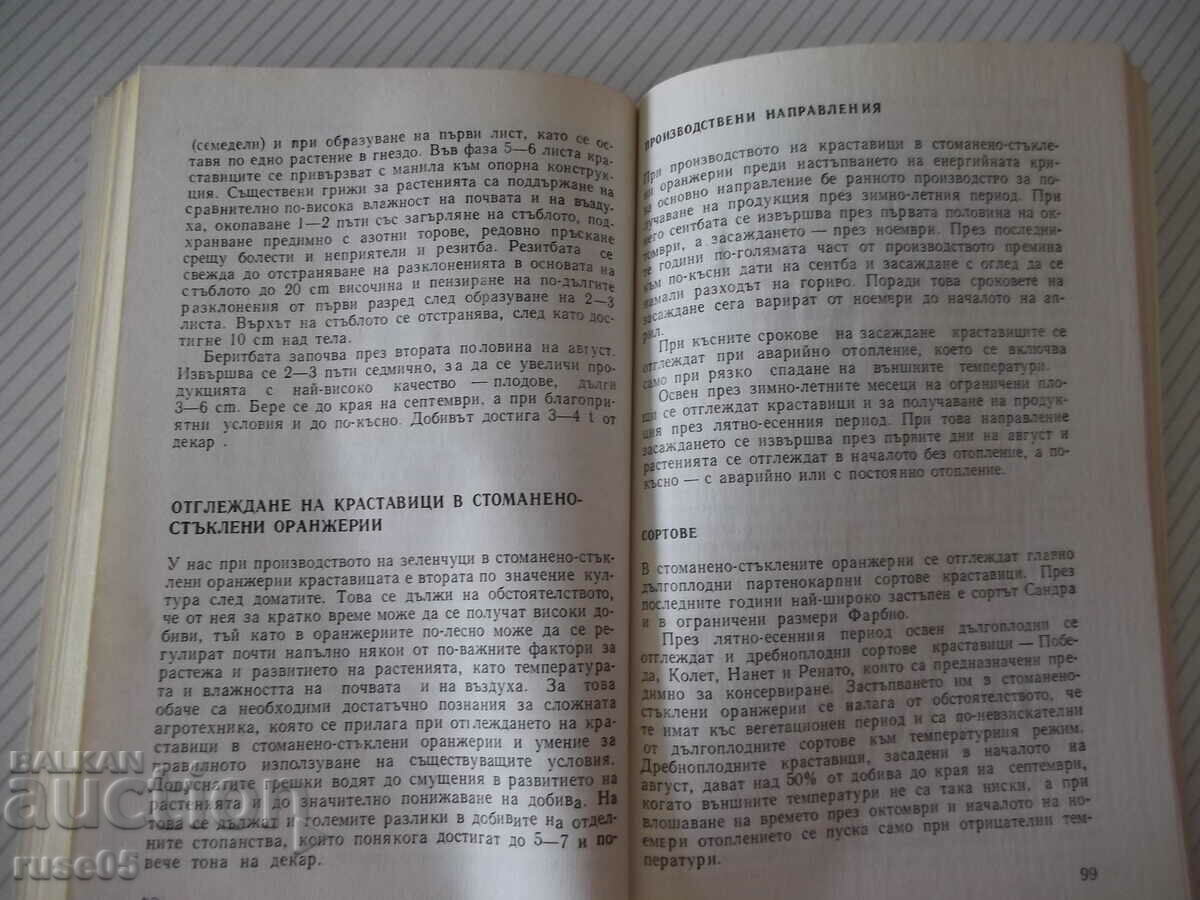 (семедели) и при образуване на първи лист, като се ос-
тавя по едно растение в гнездо. Във фаза 5—6 листа кра-
ставиците се привързват с манила към опорна конструк-
ция. Съществени грижи за растенията са поддържане на
сравнително по-висока влажност на почвата и на възду-
ха, окопаване 1—2 пъти със загърляне на стъблото, под-
хранване предимно с азотни торове, редовно пръскане
срещу болести и неприятели и резитба. Резитбата се
свежда до отстраняване на разклоненията в основата на
стъблото до 20 cm височина и пензиране на по-дългите
разклонения от първи разред след образуване на 2—3
листа. Върхът на стъблото се отстранява, след като дос-
тигне 10 cm над тела.
Беритбата започва през втората половина на август.
Извършва се 2—3 пъти седмично, за да се увеличи про-
дукцията с най-високо качество — плодове, дълги
3—6 cm. Бере се до края на септември, а при благопри-
ятни условия и до по-късно. Добивът достига 3—4 t от
декар .
ОТГЛЕЖДАНЕ НА КРАСТАВИЦИ В СТОМАНЕНО-
СТЪКЛЕНИ ОРАНЖЕРИИ
У нас при производството на зеленчуци в стоманено-стък-
лени оранжерии краставицата е втората по значение кул-
тура след доматите. Това се дължи на обстоятелството,
че от нея за кратко време може да се получат високи до-
биви, тъй като в оранжериите по-лесно може да се ре-
гулират почти напълно някои от по-важните фактори за
растежа и развитието на растенията, като температура-
та и влажността на почвата и на въздуха. За това
обаче са необходими достатъчно познания за сложната
агротехника, която се прилага при отглеждането на кра-
ставици в стоманено-стъклени оранжерии и умение за
правилното използуване на съществуващите условия.
Допуснатите грешки водят до смущения в развитието на
растенията и до значително понижаване на добива. На
това се дължат и големите разлики в добивите на отдел-
ните стопанства, които понякога достигат до 5—7 и по-
вече тона на декар.
ПРОИЗВОДСТВЕНИ НАПРАВЛЕНИЯ
При производството на краставици в стоманено-стъкле-
ни оранжерии преди настъпването на енергийната кри-
за основно направление бе ранното производство за по-
лучаване на продукция през зимно-летния период. При
него сеитбата се извършва през първата половина на ок-
томври, а засаждането — през ноември. През последни-
те години по-голямата част от производството премина
към по-късни дати на сеитба и засаждане с оглед да се
намали разходът на гориво. Поради това сроковете на
засаждане сега варират от ноември до началото на ап-
рил.
При късните срокове на засаждане краставиците се
отглеждат при аварийно отопление, което се включва
само при рязко спадане на външните температури.
Освен през зимно-летните месеци на ограничени пло-
щи се отглеждат краставици и за получаване на продук-
ция през лятно-есенния период. При това направление
засаждането се извършва през първите дни на август и
растенията се отглеждат в началото без отопление, а по-
късно — с аварийно или с постоянно отопление.
СОРТОВЕ
В стоманено-стъклените оранжерии се отглеждат главно
дългоплодни партенокарпни сортове краставици. През
последните години най-широко застъпен е сортът Сандра
и в ограничени размери Фарбио.
През лятно-есенния период освен дългоплодни се
отглеждат и дребноплодни сортове краставици — Побе-
да, Колет, Нанет и Ренато, които са предназначени пре-
димно за консервиране. Застъпването им в стоманено-
стъклени оранжерии се налага от обстоятелството, че
имат къс вегетационен период и са по-невзискателни
от дългоплодните сортове към температурния режим.
Дребноплодните краставици, засадени в началото на
август, дават над 50% от добива до края на септември,
когато външните температури не са така ниски, а при
влошаване на времето през октомври и началото на но-
ември отоплението се пуска само при отрицателни тем-
ператури.
99
BALKAN
auction
ruse05